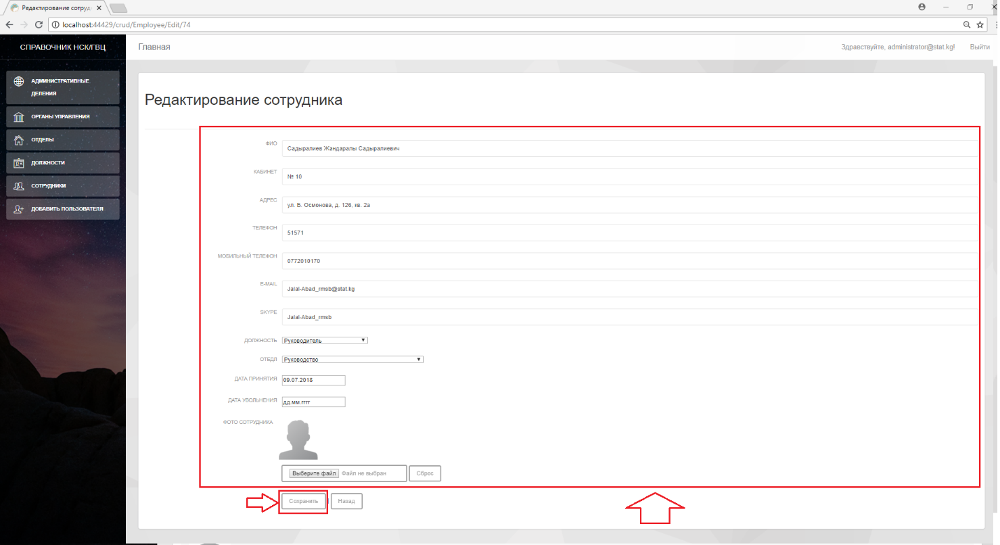 Редактирование сотруд
localhost:44429/crud/Employee/Edit/74
СПРАВОЧНИК НСК/ГВЦ
Главная
Здравствуйте, administrator@stat.kg!
Выйти
АДМИНИСТРАТИВНЫЕ
ДЕЛЕНИЯ
ОРГАНЫ УПРАВЛЕНИЯ
ОТДЕЛЫ
ДОЛЖНОСТИ
СОТРУДНИКИ
ДОБАВИТЬ ПОЛЬЗОВАТЕЛЯ
Редактирование сотрудника
ФИО
Садыралиев Жандаралы Садыралиевич
КАБИНЕТ
№ 10
АДРЕС
ул. Б. Осмонова, д. 126, кв. 2а
ТЕЛЕФОН
51571
МОБИЛЬНЫЙ ТЕЛЕФОН
0772010170
E-MAIL
Jalal-Abad_rmsb@stat.kg
SKYPE
Jalal-Abad_rmsb
ДОЛЖНОСТЬ
Руководитель
ОТЕДЛ
Руководство
ДАТА ПРИНЯТИЯ
09.07.2018
ДАТА УВОЛЬНЕНИЯ
дд.мм.гггг
ФОТО СОТРУДНИКА
Выберите файл Файл не выбран
Сброс
Сохранить
Назад